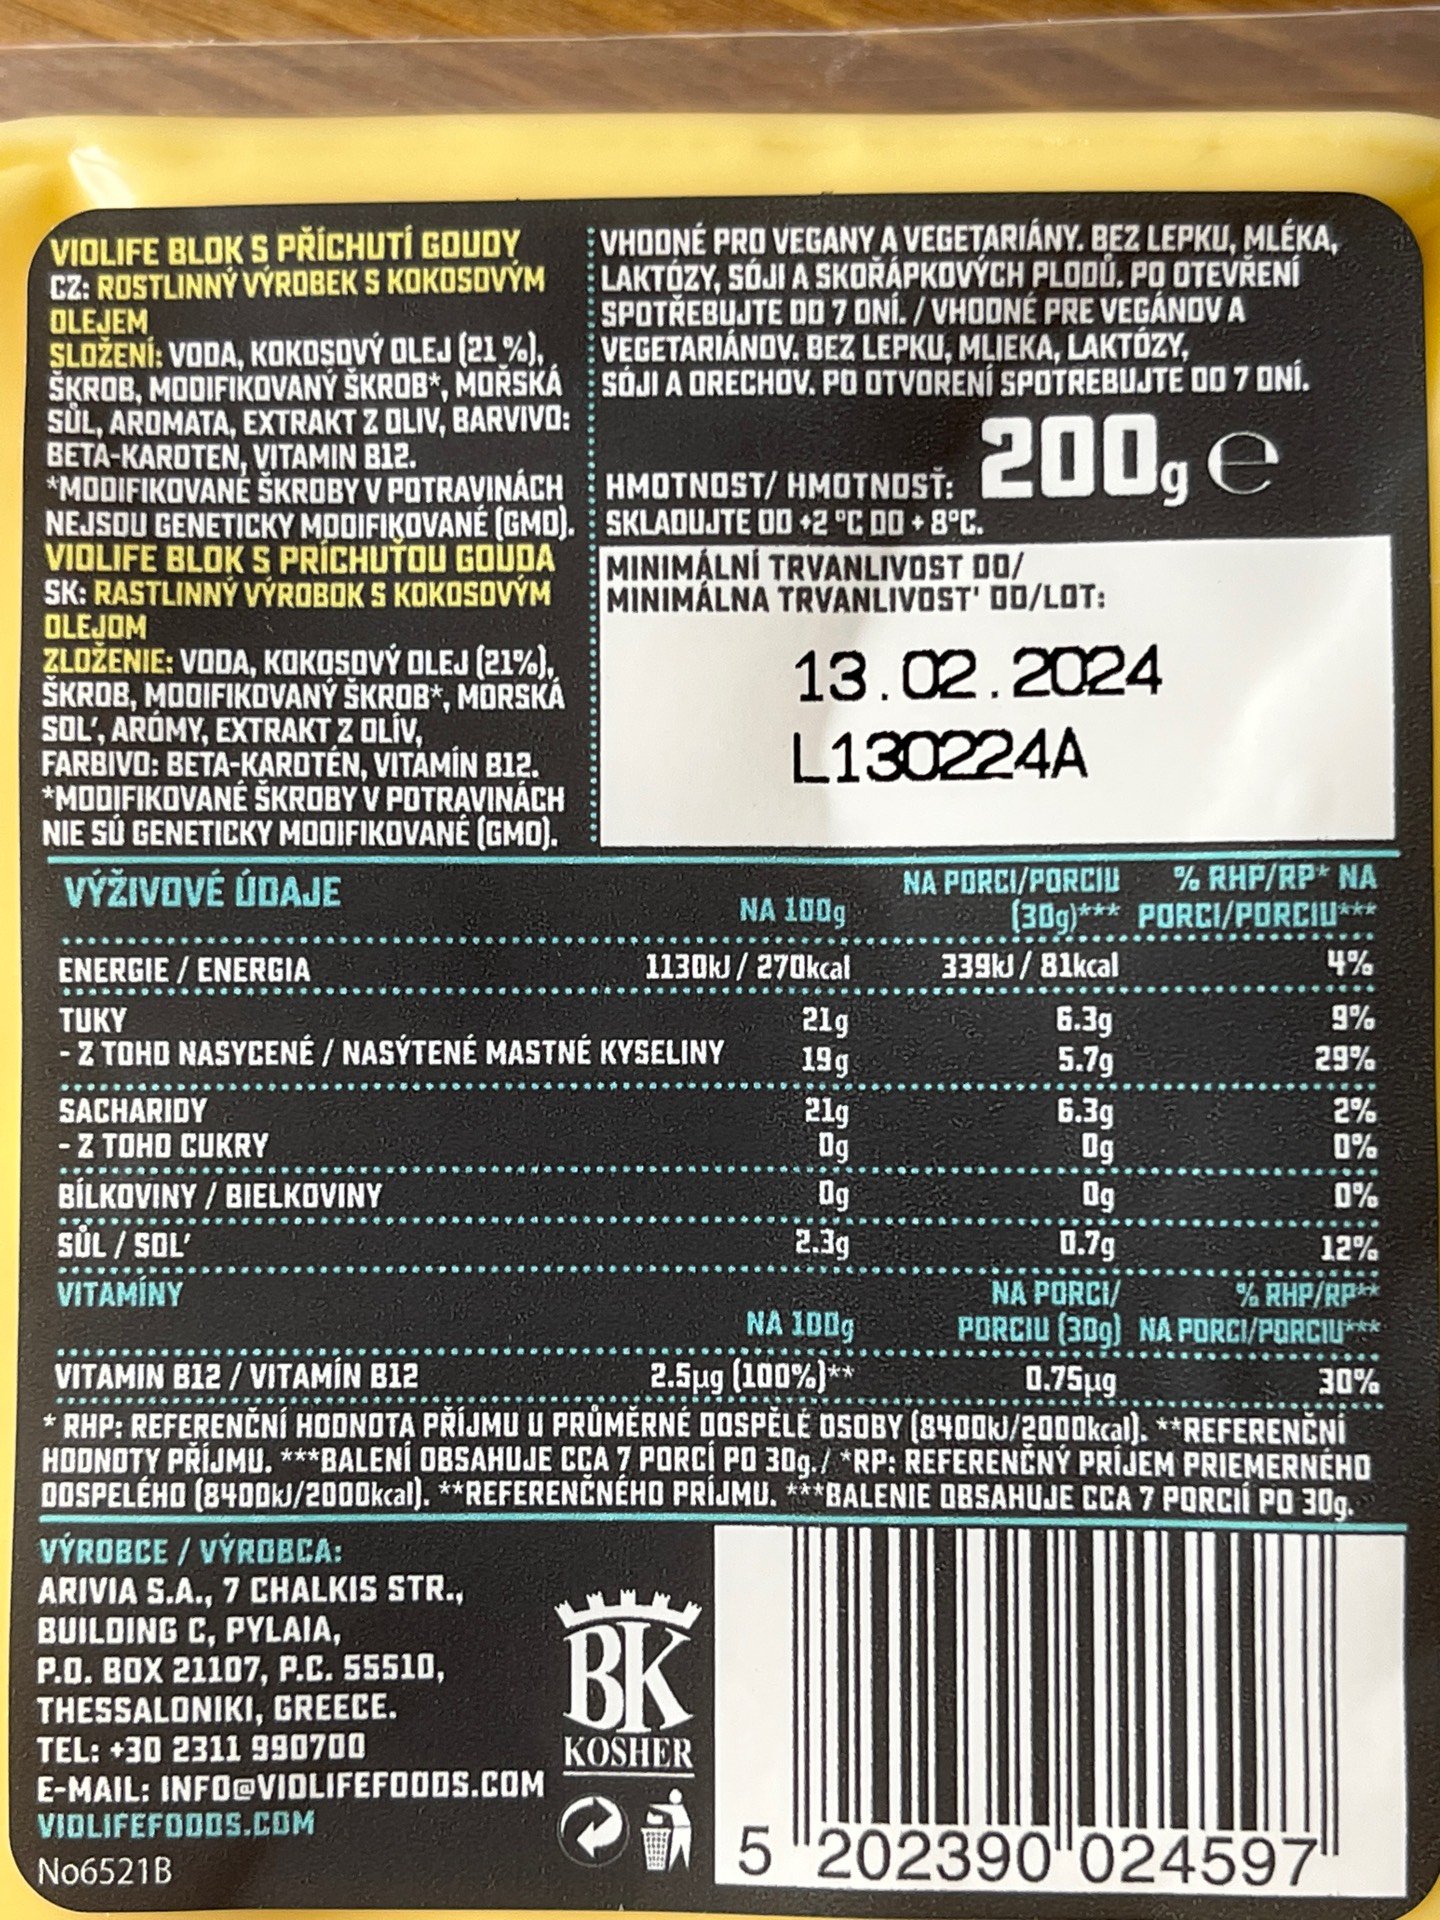 VIOLIFE BLOK S PŘÍCHUTÍ GOUDY
CZ: ROSTLINNÝ VÝROBEK S KOKOSOVÝM
OLEJEM
SLOŽENÍ: VODA, KOKOSOVÝ OLEJ (21 %),
ŠKROB, MODIFIKOVANÝ ŠKROB*, MOŘSKÁ
SŮL, AROMATA, EXTRAKT Z OLIV, BARVIVO:
BETA-KAROTEN, VITAMIN B12.
*MODIFIKOVANÉ ŠKROBY V POTRAVINÁCH
NEJSOU GENETICKY MODIFIKOVANÉ (GMO).
VIOLIFE BLOK S PRÍCHUŤOU GOUDA
SK: RASTLINNÝ VÝROBOK S KOKOSOVÝM
OLEJOM
ZLOŽENIE: VODA, KOKOSOVÝ OLEJ (21%),
ŠKROB, MODIFIKOVANÝ ŠKROB*, MORSKÁ
SOL', ARÓMY, EXTRAKT Z OLÍV,
FARBIVO: BETA-KAROTÉN, VITAMÍN B12.
*MODIFIKOVANÉ ŠKROBY V POTRAVINÁCH
NIE SÚ GENETICKY MODIFIKOVANÉ (GMO).
VHODNÉ PRO VEGANY A VEGETARIÁNY. BEZ LEPKU, MLÉKA,
LAKTÓZY, SÓJI A SKOŘÁPKOVÝCH PLODŮ. PO OTEVŘENÍ
SPOTŘEBUJTE DO 7 DNÍ. / VHODNÉ PRE VEGÁNOV A
VEGETARIÁNOV. BEZ LEPKU, MLIEKA, LAKTÓZY,
SÓJI A ORECHOV. PO OTVORENÍ SPOTREBUJTE DO 7 DNÍ.
HMOTNOST/ HMOTNOSŤ: 200g e
SKLADUJTE OD +2 °C DO + 8°C.
MINIMÁLNÍ TRVANLIVOST DO/
MINIMÁLNA TRVANLIVOST' DO/LOT:
13.02.2024
L130224A
VÝŽIVOVÉ ÚDAJE NA 100g NA PORCI/PORCIU (30g)*** % RHP/RP* NA PORCI/PORCIU***
ENERGIE / ENERGIA 1130kJ / 270kcal 339kJ / 81kcal 4%
TUKY 21g 6.3g 9%
- Z TOHO NASYCENÉ / NASÝTENÉ MASTNÉ KYSELINY 19g 5.7g 29%
SACHARIDY 21g 6.3g 2%
- Z TOHO CUKRY 0g 0g 0%
BÍLKOVINY / BIELKOVINY 0g 0g 0%
SŮL / SOL' 2.3g 0.7g 12%
VITAMÍNY NA 100g NA PORCI/ PORCIU (30g) % RHP/RP** NA PORCI/PORCIU***
VITAMIN B12 / VITAMÍN B12 2.5µg (100%)** 0.75µg 30%
* RHP: REFERENČNÍ HODNOTA PŘÍJMU U PRŮMĚRNÉ DOSPĚLÉ OSOBY (8400kJ/2000kcal). **REFERENČNÍ
HODNOTY PŘÍJMU. ***BALENÍ OBSAHUJE CCA 7 PORCÍ PO 30g. / *RP: REFERENČNÝ PRÍJEM PRIEMERNÉHO
DOSPELÉHO (8400kJ/2000kcal). **REFERENČNÉHO PRÍJMU. ***BALENIE OBSAHUJE CCA 7 PORCIÍ PO 30g.
VÝROBCE / VÝROBCA:
ARIVIA S.A., 7 CHALKIS STR.,
BUILDING C, PYLAIA,
P.O. BOX 21107, P.C. 55510,
THESSALONIKI, GREECE.
TEL: +30 2311 990700
E-MAIL: INFO@VIOLIFEFOODS.COM
VIOLIFEFOODS.COM
No6521B
BK
KOSHER
5 202390 024597